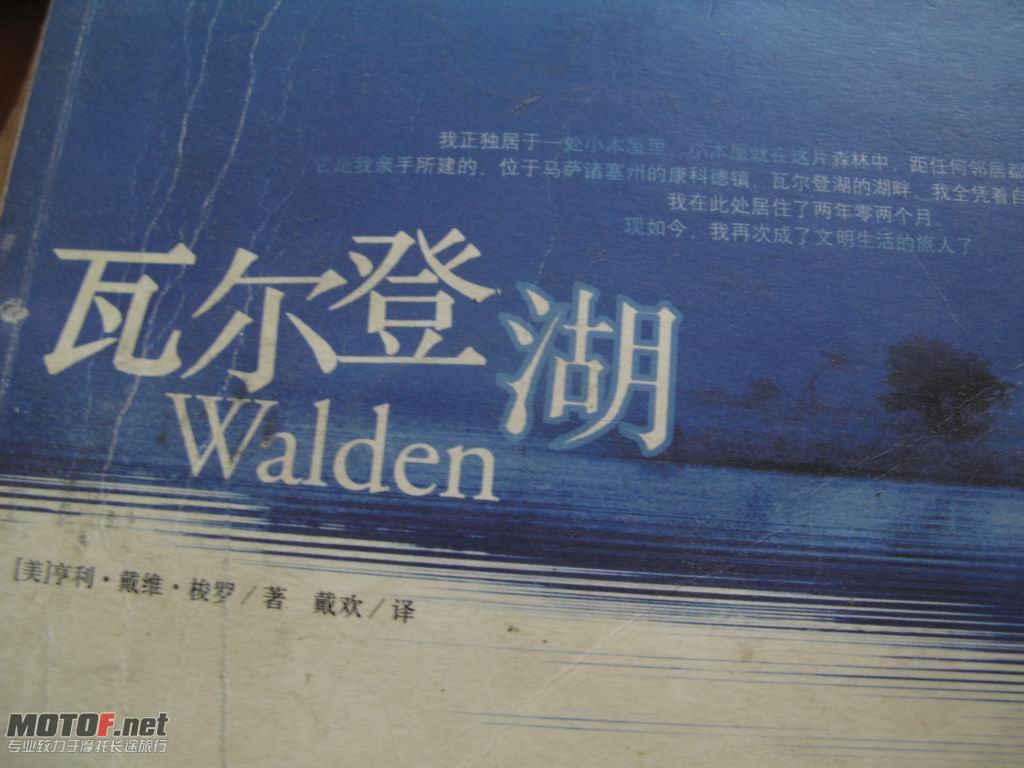 我正独居于一处小木屋里，小木屋就在这片森林中，距任何邻居都
它是我亲手所建的，位于马萨诸塞州的康科德镇，瓦尔登湖的湖畔，我全凭着自
我在此处居住了两年零两个月
现如今，我再次成了文明生活的旅人了
瓦尔登湖
Walden
[美]亨利·戴维·梭罗/著 戴欢/译
MOTOF.net
专业致力于摩托长途旅行